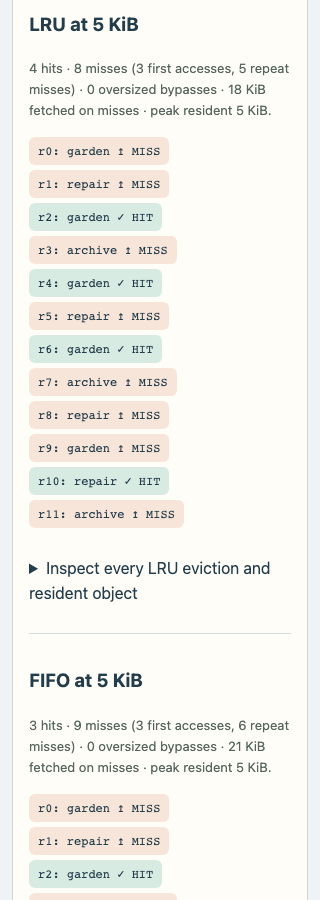 LRU at 5 KiB
4 hits · 8 misses (3 first accesses, 5 repeat
misses) · 0 oversized bypasses · 18 KiB
fetched on misses · peak resident 5 KiB.
r0: garden ↥ MISS
r1: repair ↥ MISS
r2: garden ✓ HIT
r3: archive ↥ MISS
r4: garden ✓ HIT
r5: repair ↥ MISS
r6: garden ✓ HIT
r7: archive ↥ MISS
r8: repair ↥ MISS
r9: garden ↥ MISS
r10: repair ✓ HIT
r11: archive ↥ MISS
▶ Inspect every LRU eviction and
resident object
FIFO at 5 KiB
3 hits · 9 misses (3 first accesses, 6 repeat
misses) · 0 oversized bypasses · 21 KiB
fetched on misses · peak resident 5 KiB.
r0: garden ↥ MISS
r1: repair ↥ MISS
r2: garden ✓ HIT